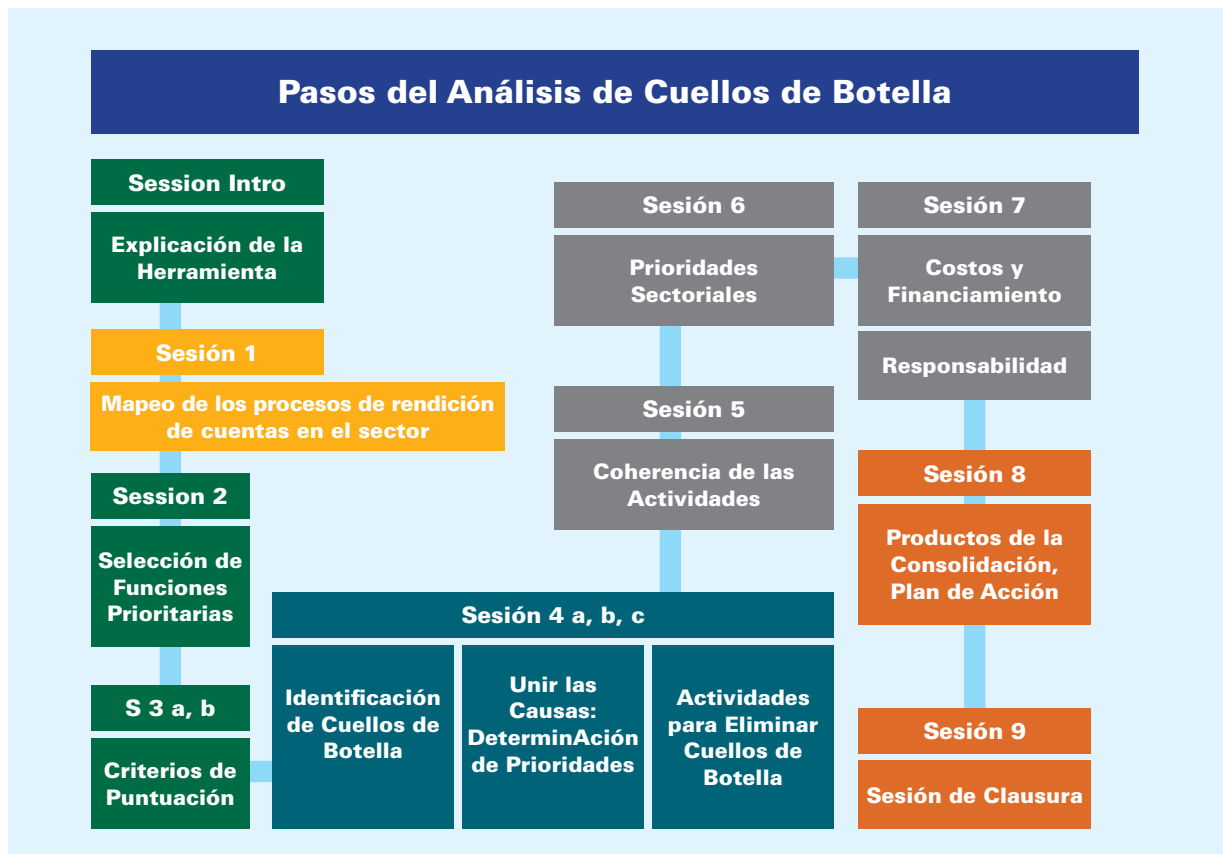 Pasos del Análisis de Cuellos de Botella
Session Intro
Explicación de la
Herramienta
Sesión 1
Mapeo de los procesos de rendición
de cuentas en el sector
Session 2
Selección de
Funciones
Prioritarias
S 3 a, b
Criterios de
Puntuación
Sesión 4 a, b, c
Identificación
de Cuellos de
Botella
Unir las
Causas:
DeterminAción
de Prioridades
Actividades
para Eliminar
Cuellos de
Botella
Sesión 5
Coherencia de las
Actividades
Sesión 6
Prioridades
Sectoriales
Sesión 7
Costos y
Financiamiento
Responsabilidad
Sesión 8
Productos de la
Consolidación,
Plan de Acción
Sesión 9
Sesión de Clausura